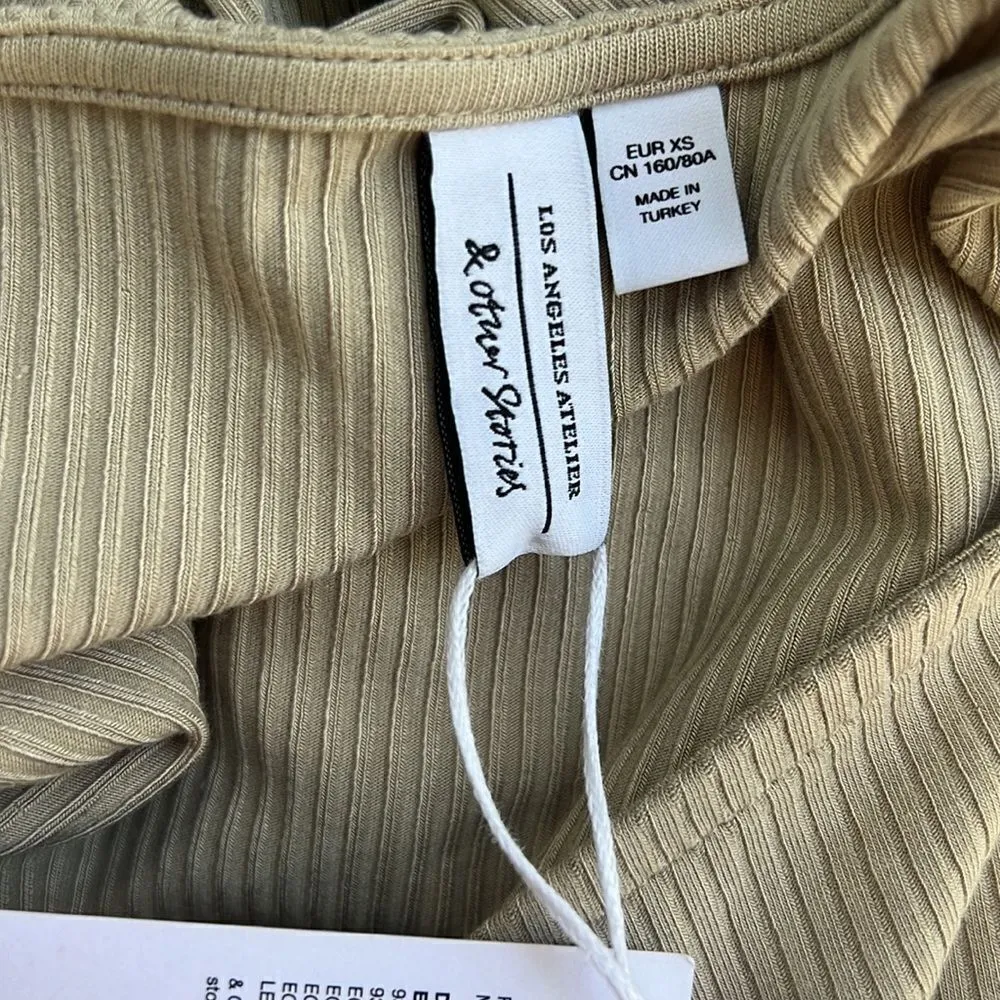 & other Stories
LOS ANGELES ATELIER
EUR XS
CN 160/80A
MADE IN
TURKEY